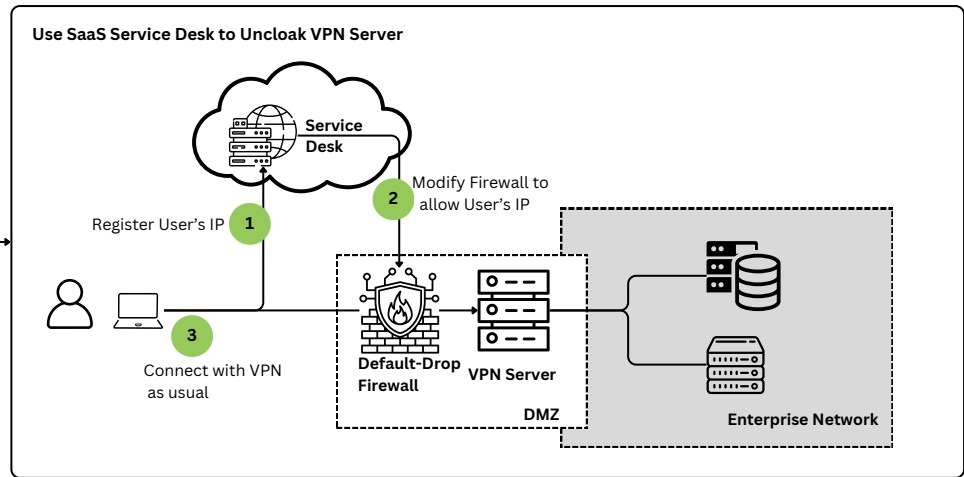 Use SaaS Service Desk to Uncloak VPN Server
Service
Desk
2
Modify Firewall to
allow User’s IP
Register User’s IP
1
3
Connect with VPN
as usual
Default-Drop
Firewall
VPN Server
DMZ
Enterprise Network